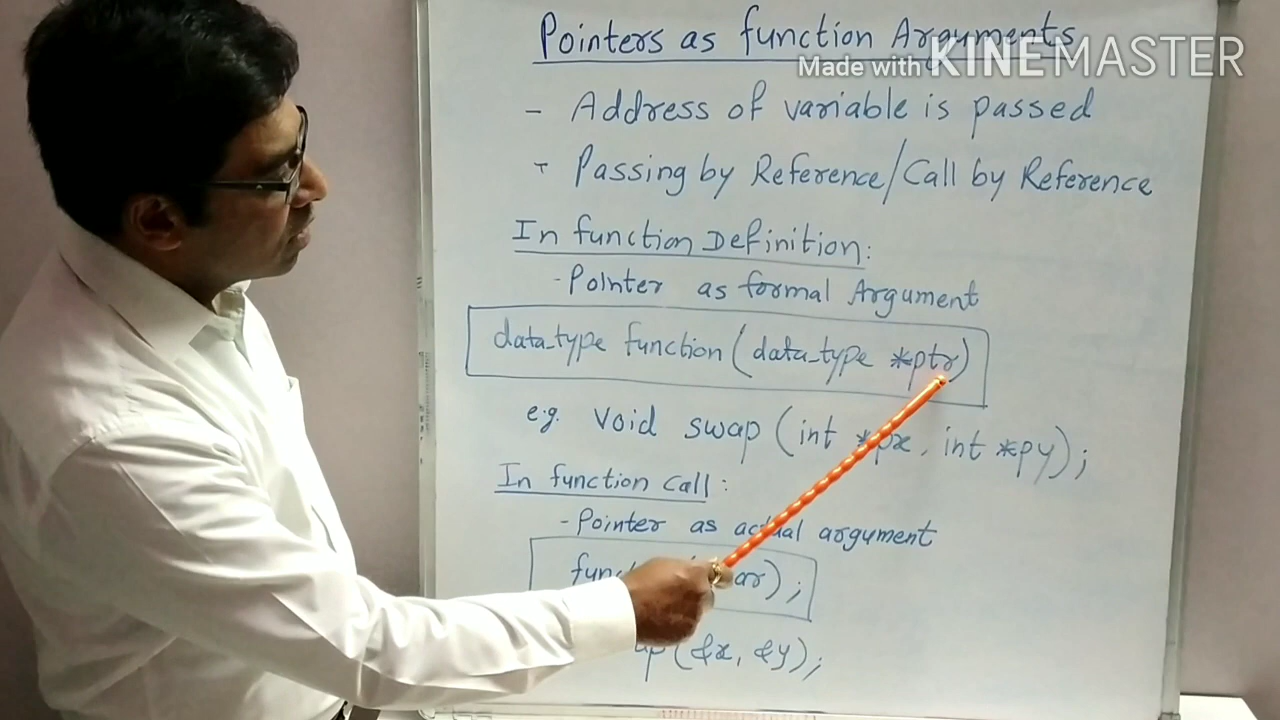 Pointers as function Arguments
Made with KINEMASTER
- Address of variable is passed
- Passing by Reference/Call by Reference
In function Definition:
- Pointer as formal Argument
data_type function (data_type *ptr)
e.g. void swap (int *px, int *py);
In function call:
- Pointer as actual argument
ar);
(&x, &y);